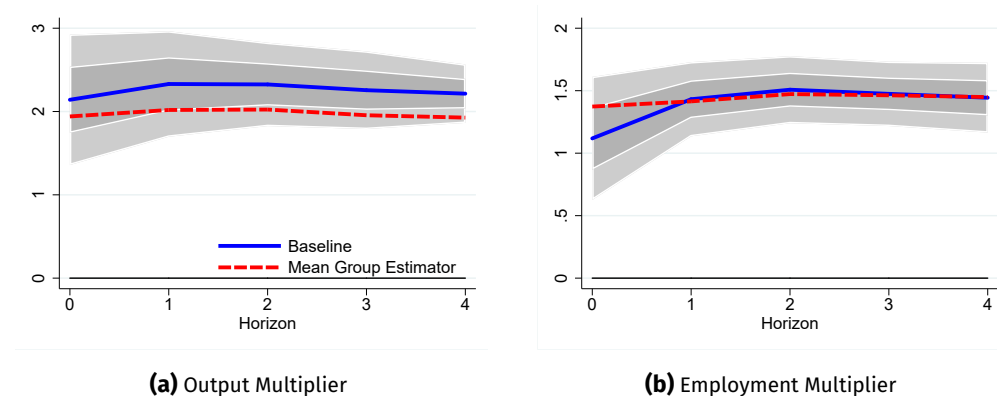 3
2
1
0
Baseline
Mean Group Estimator
0 1 2 3 4
Horizon
(a) Output Multiplier
2
1.5
1
.5
0
0 1 2 3 4
Horizon
(b) Employment Multiplier